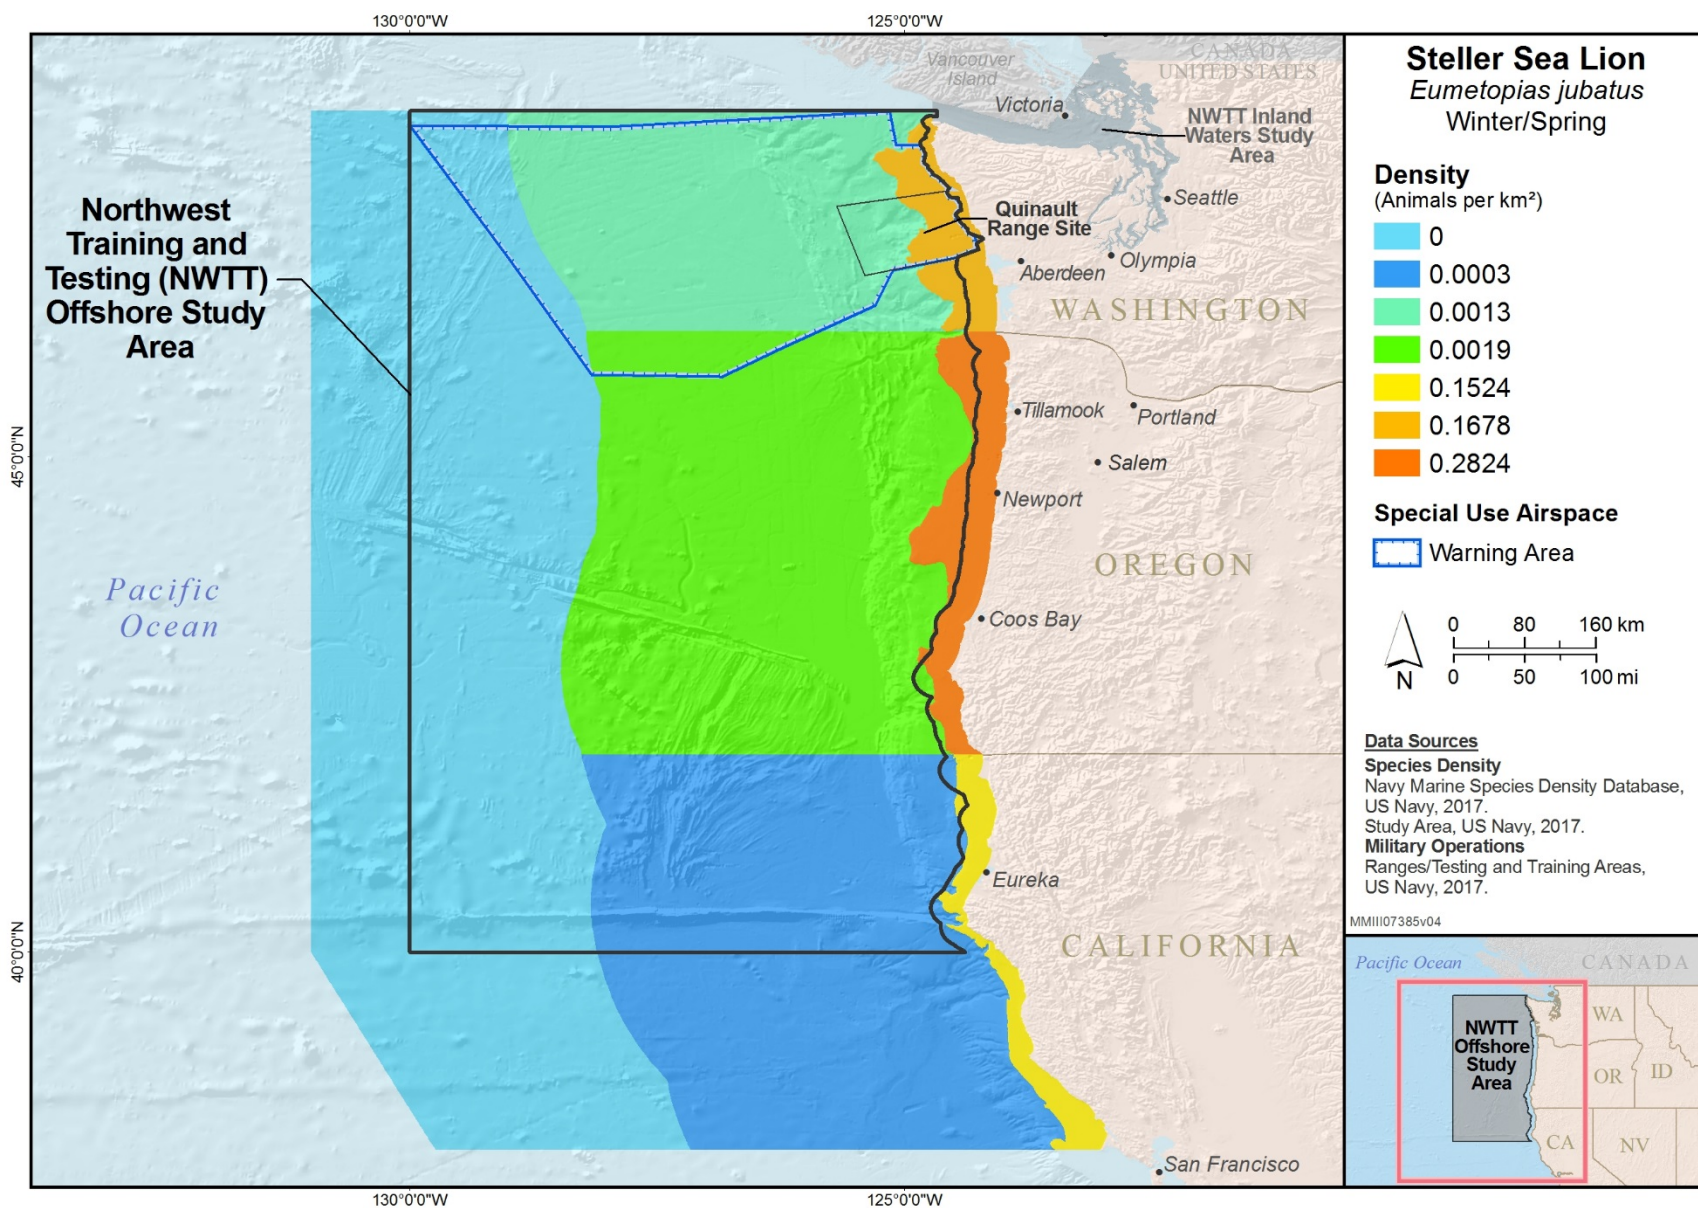 130°0'0"W
125°0'0"W
CANADA
UNITED STATES
Vancouver
Island
Victoria
NWTT Inland
Waters Study
Area
Seattle
Northwest
Training and
Testing (NWTT)
Offshore Study
Area
Quinault
Range Site
Aberdeen
Olympia
WASHINGTON
Tillamook
Portland
45°0'0"N
Salem
Newport
OREGON
Pacific
Ocean
Coos Bay
Eureka
40°0'0"N
CALIFORNIA
San Francisco
130°0'0"W
125°0'0"W
Steller Sea Lion
Eumetopias jubatus
Winter/Spring
Density
(Animals per km²)
0
0.0003
0.0013
0.0019
0.1524
0.1678
0.2824
Special Use Airspace
Warning Area
N
0 80 160 km
0 50 100 mi
Data Sources
Species Density
Navy Marine Species Density Database,
US Navy, 2017.
Study Area, US Navy, 2017.
Military Operations
Ranges/Testing and Training Areas,
US Navy, 2017.
MMIII07385v04
Pacific Ocean
CANADA
NWTT
Offshore
Study
Area
WA
OR
ID
CA
NV